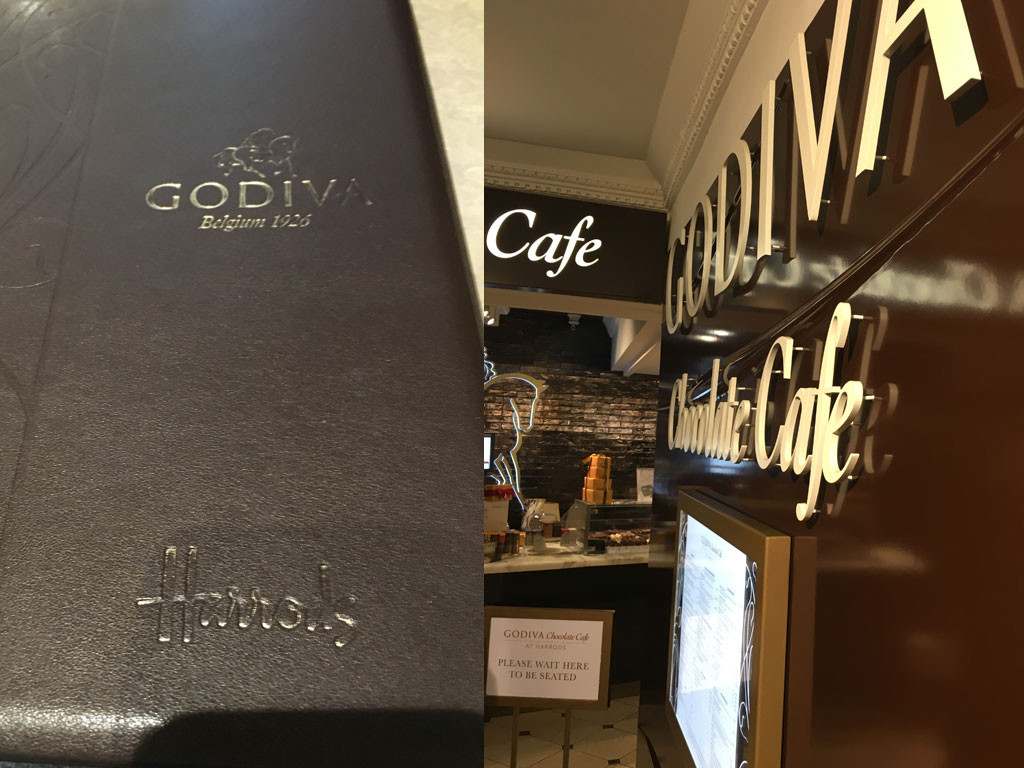 GODIVA
Belgium 1926
Harrods
Cafe
GODIVA
Chocolate Cafe
GODIVA Chocolate Cafe
AT HARRODS
PLEASE WAIT HERE
TO BE SEATED